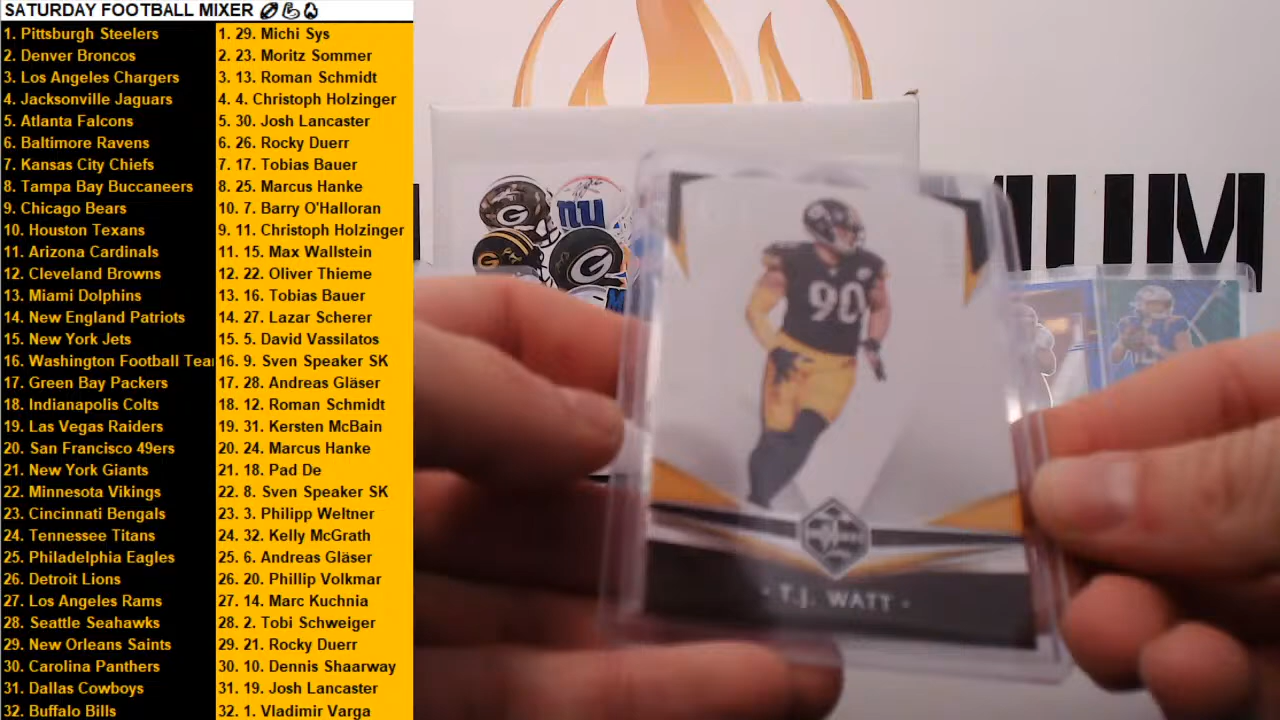 SATURDAY FOOTBALL MIXER
1. Pittsburgh Steelers
2. Denver Broncos
3. Los Angeles Chargers
4. Jacksonville Jaguars
5. Atlanta Falcons
6. Baltimore Ravens
7. Kansas City Chiefs
8. Tampa Bay Buccaneers
9. Chicago Bears
10. Houston Texans
11. Arizona Cardinals
12. Cleveland Browns
13. Miami Dolphins
14. New England Patriots
15. New York Jets
16. Washington Football Tea
17. Green Bay Packers
18. Indianapolis Colts
19. Las Vegas Raiders
20. San Francisco 49ers
21. New York Giants
22. Minnesota Vikings
23. Cincinnati Bengals
24. Tennessee Titans
25. Philadelphia Eagles
26. Detroit Lions
27. Los Angeles Rams
28. Seattle Seahawks
29. New Orleans Saints
30. Carolina Panthers
31. Dallas Cowboys
32. Buffalo Bills
1. 29. Michi Sys
2. 23. Moritz Sommer
3. 13. Roman Schmidt
4. 4. Christoph Holzinger
5. 30. Josh Lancaster
6. 26. Rocky Duerr
7. 17. Tobias Bauer
8. 25. Marcus Hanke
10. 7. Barry O'Halloran
9. 11. Christoph Holzinger
11. 15. Max Wallstein
12. 22. Oliver Thieme
13. 16. Tobias Bauer
14. 27. Lazar Scherer
15. 5. David Vassilatos
16. 9. Sven Speaker SK
17. 28. Andreas Gläser
18. 12. Roman Schmidt
19. 31. Kersten McBain
20. 24. Marcus Hanke
21. 18. Pad De
22. 8. Sven Speaker SK
23. 3. Philipp Weltner
24. 32. Kelly McGrath
25. 6. Andreas Gläser
26. 20. Phillip Volkmar
27. 14. Marc Kuchnia
28. 2. Tobi Schweiger
29. 21. Rocky Duerr
30. 10. Dennis Shaarway
31. 19. Josh Lancaster
32. 1. Vladimir Varga
G
NU
G
G
90
T.J. WATT